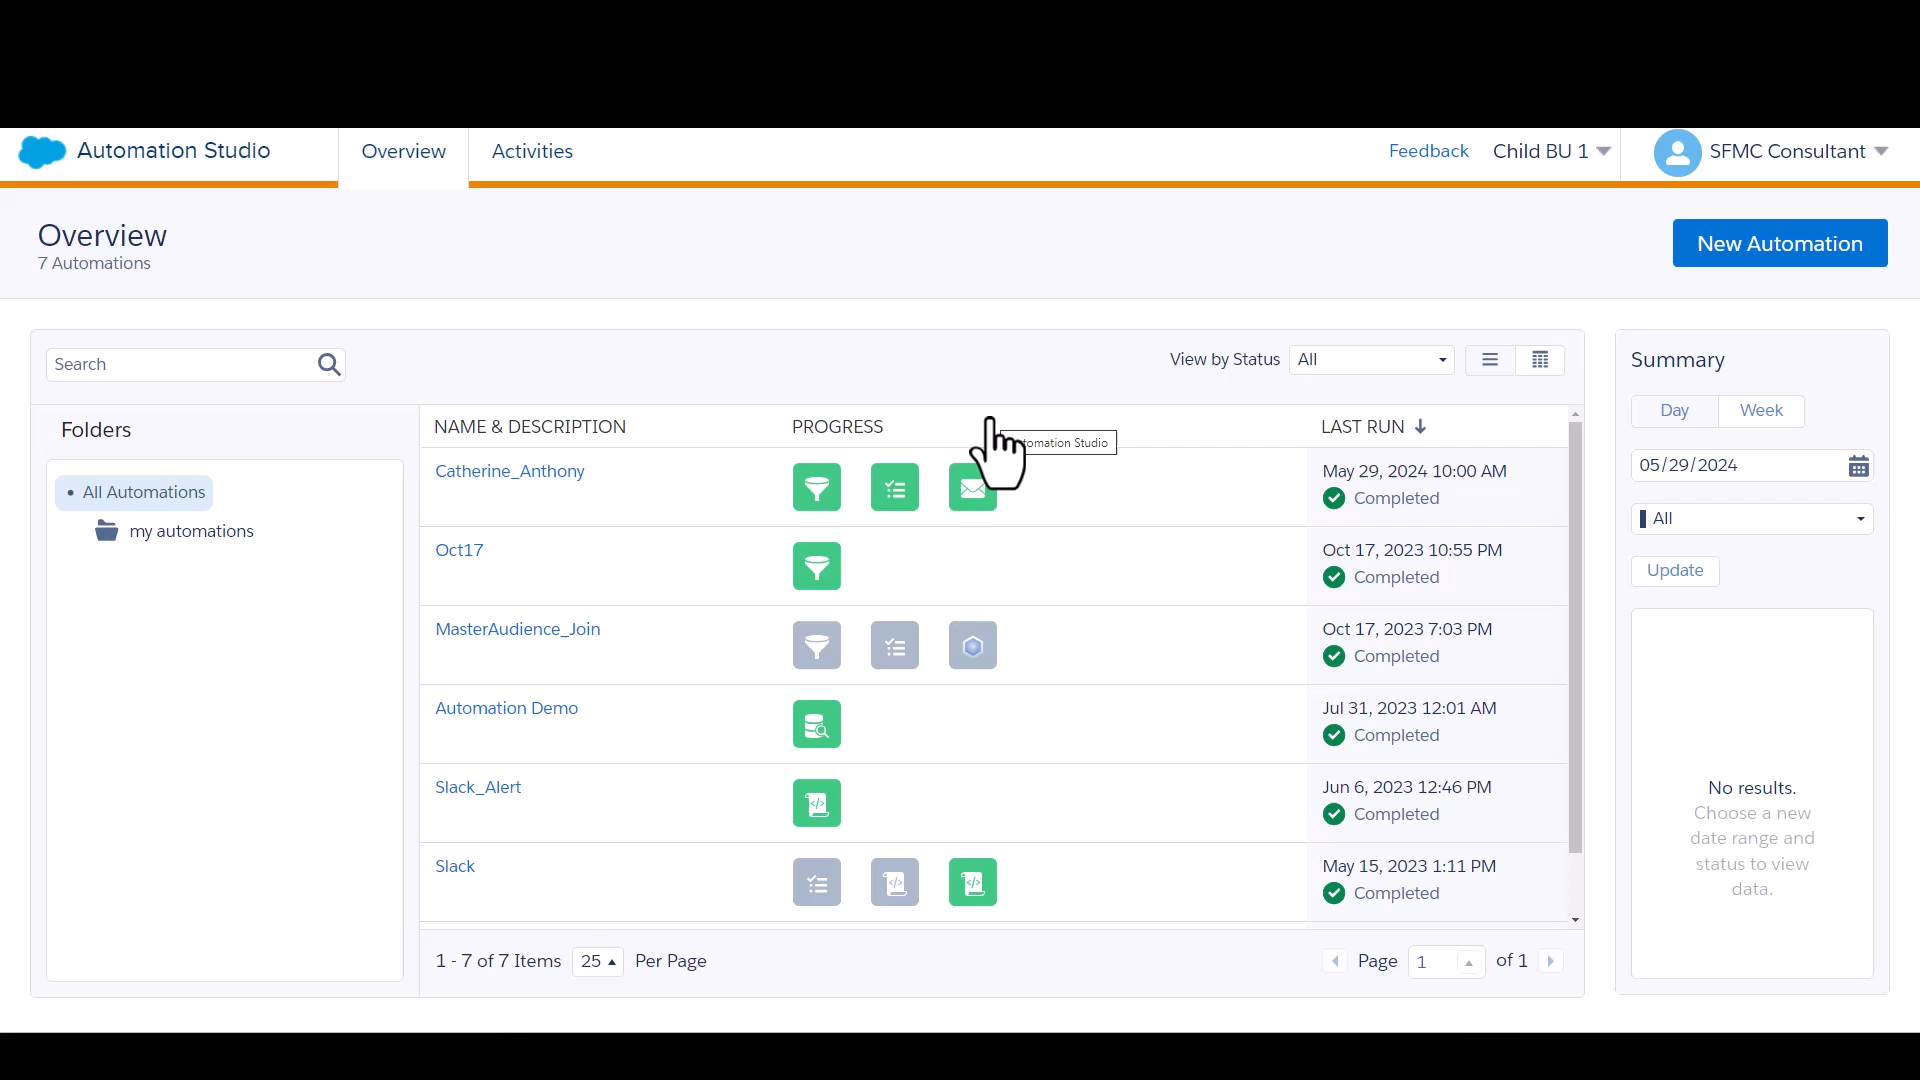 Automation Studio
Overview
Activities
Feedback
Child BU 1
SFMC Consultant
Overview
7 Automations
New Automation
Search
View by Status
All
Folders
All Automations
my automations
NAME & DESCRIPTION
PROGRESS
LAST RUN
Studio
Catherine_Anthony
May 29, 2024 10:00 AM
Completed
Oct17
Oct 17, 2023 10:55 PM
Completed
MasterAudience_Join
Oct 17, 2023 7:03 PM
Completed
Automation Demo
Jul 31, 2023 12:01 AM
Completed
Slack_Alert
Jun 6, 2023 12:46 PM
Completed
Slack
May 15, 2023 1:11 PM
Completed
1 - 7 of 7 Items
25
Per Page
Page
1
of 1
Summary
Day
Week
05/29/2024
All
Update
No results.
Choose a new
date range and
status to view
data.